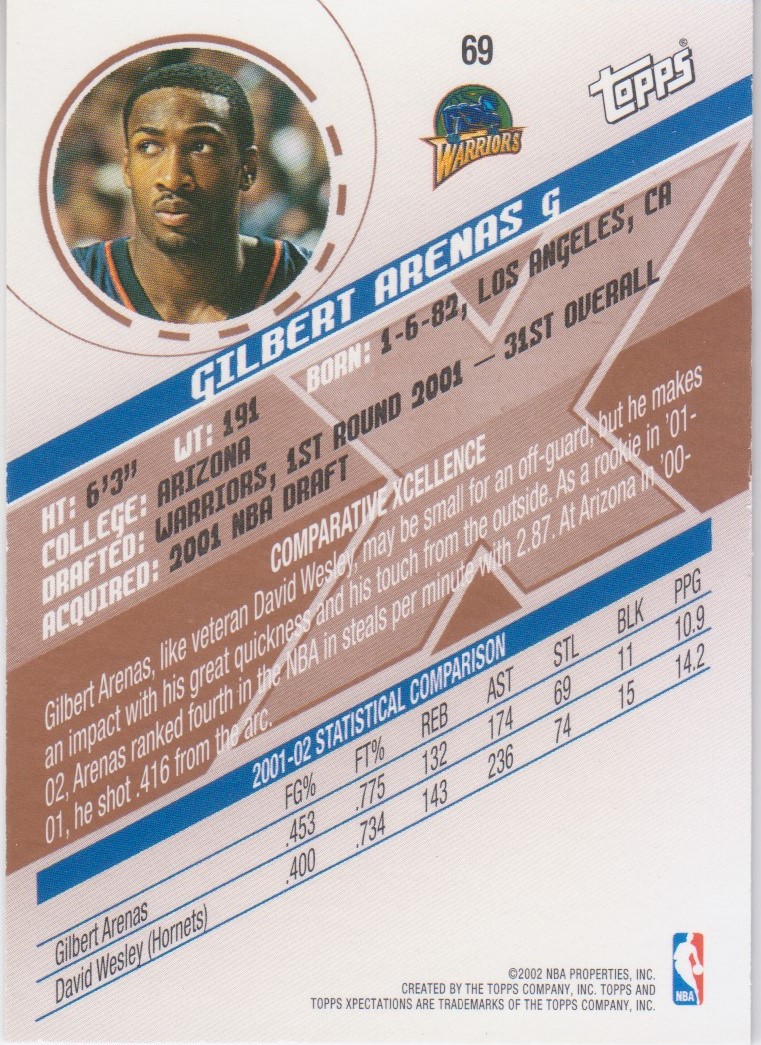 69
topps®
WARRIORS
GILBERT ARENAS G
HT: 6'3" WT: 191 BORN: 1-6-82, LOS ANGELES, CA
COLLEGE: ARIZONA
DRAFTED: WARRIORS, 1ST ROUND 2001 — 31ST OVERALL
ACQUIRED: 2001 NBA DRAFT
COMPARATIVE XCELLENCE
Gilbert Arenas, like veteran David Wesley, may be small for an off-guard, but he makes
an impact with his great quickness and his touch from the outside. As a rookie in '01-
02, Arenas ranked fourth in the NBA in steals per minute with 2.87. At Arizona in '00-
01, he shot .416 from the arc.
2001-02 STATISTICAL COMPARISON
FG% FT% REB AST STL BLK PPG
Gilbert Arenas .453 .775 132 174 69 11 10.9
David Wesley (Hornets) .400 .734 143 236 74 15 14.2
©2002 NBA PROPERTIES, INC.
CREATED BY THE TOPPS COMPANY, INC. TOPPS AND
TOPPS XPECTATIONS ARE TRADEMARKS OF THE TOPPS COMPANY, INC.
NBA